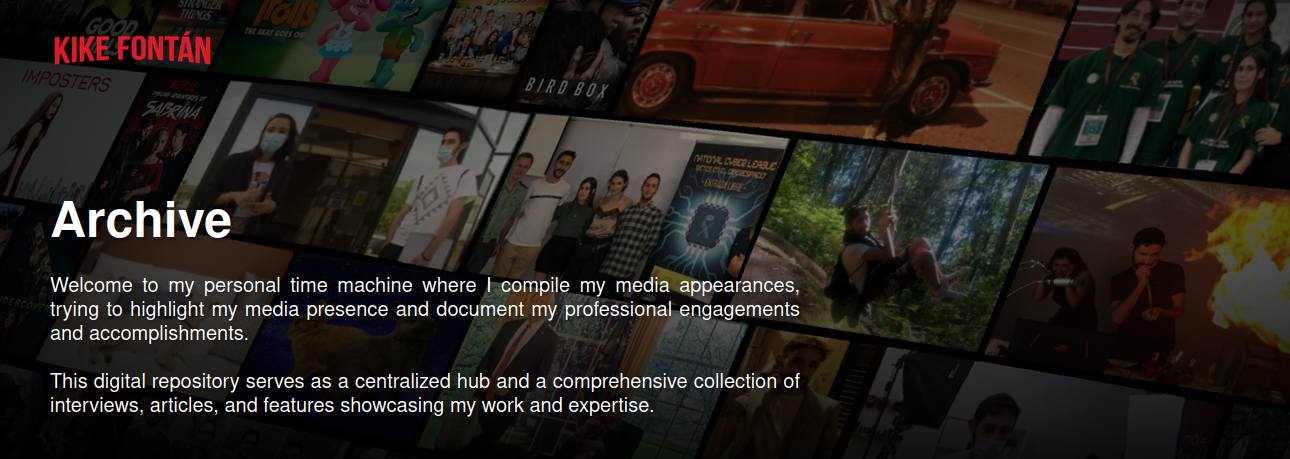 STRANGER
THINGS
GOOD
Trolls
THE BEAT GOES ON!
KIKE FONTÁN
IMPOSTERS
BIRD BOX
NETFLIX
SABRINA
NATIONAL CYBER LEAGUE
- ENTRADA LIBRE -
Archive
Welcome to my personal time machine where I compile my media appearances,
trying to highlight my media presence and document my professional engagements
and accomplishments.
This digital repository serves as a centralized hub and a comprehensive collection of
interviews, articles, and features showcasing my work and expertise.